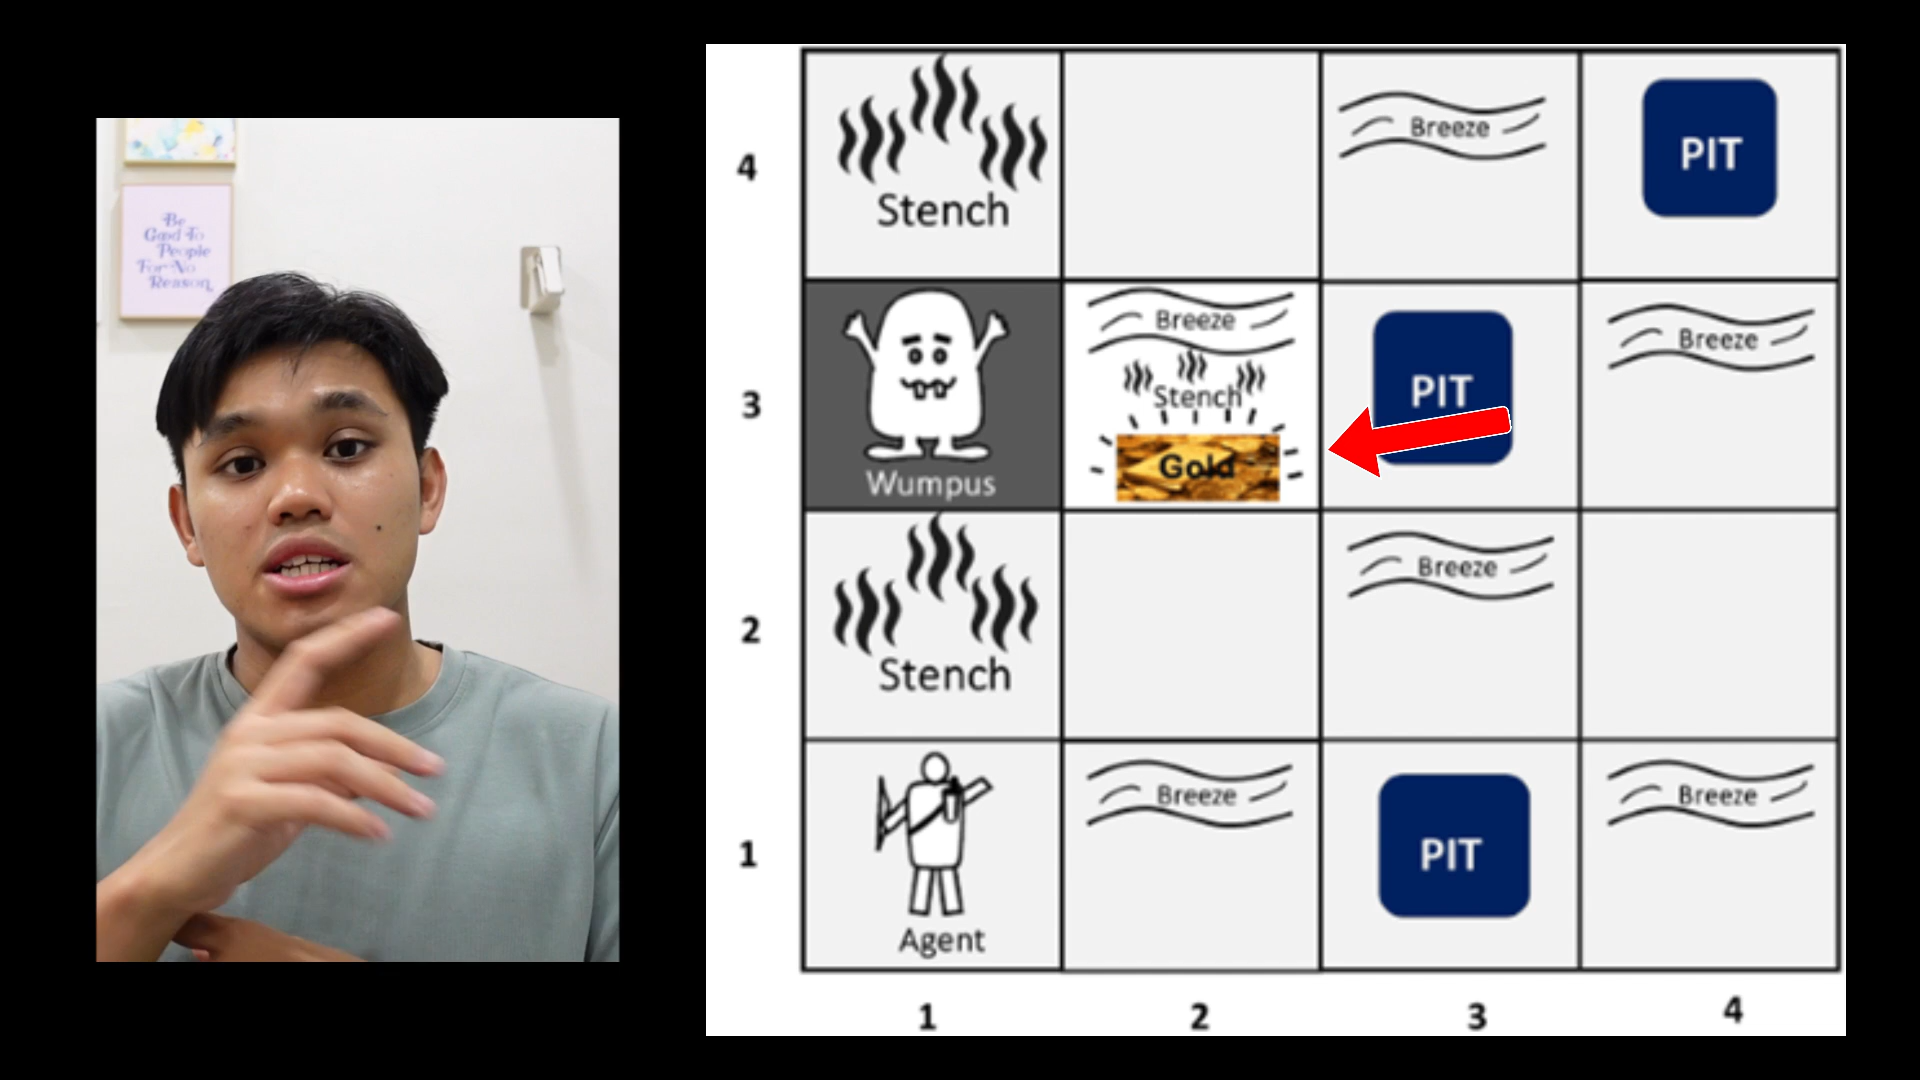 Be
Good To
People
For No
Reason
4
Stench
Breeze
PIT
3
Wumpus
Breeze
Stench
Gold
PIT
Breeze
2
Stench
Breeze
1
Agent
Breeze
PIT
Breeze
1
2
3
4